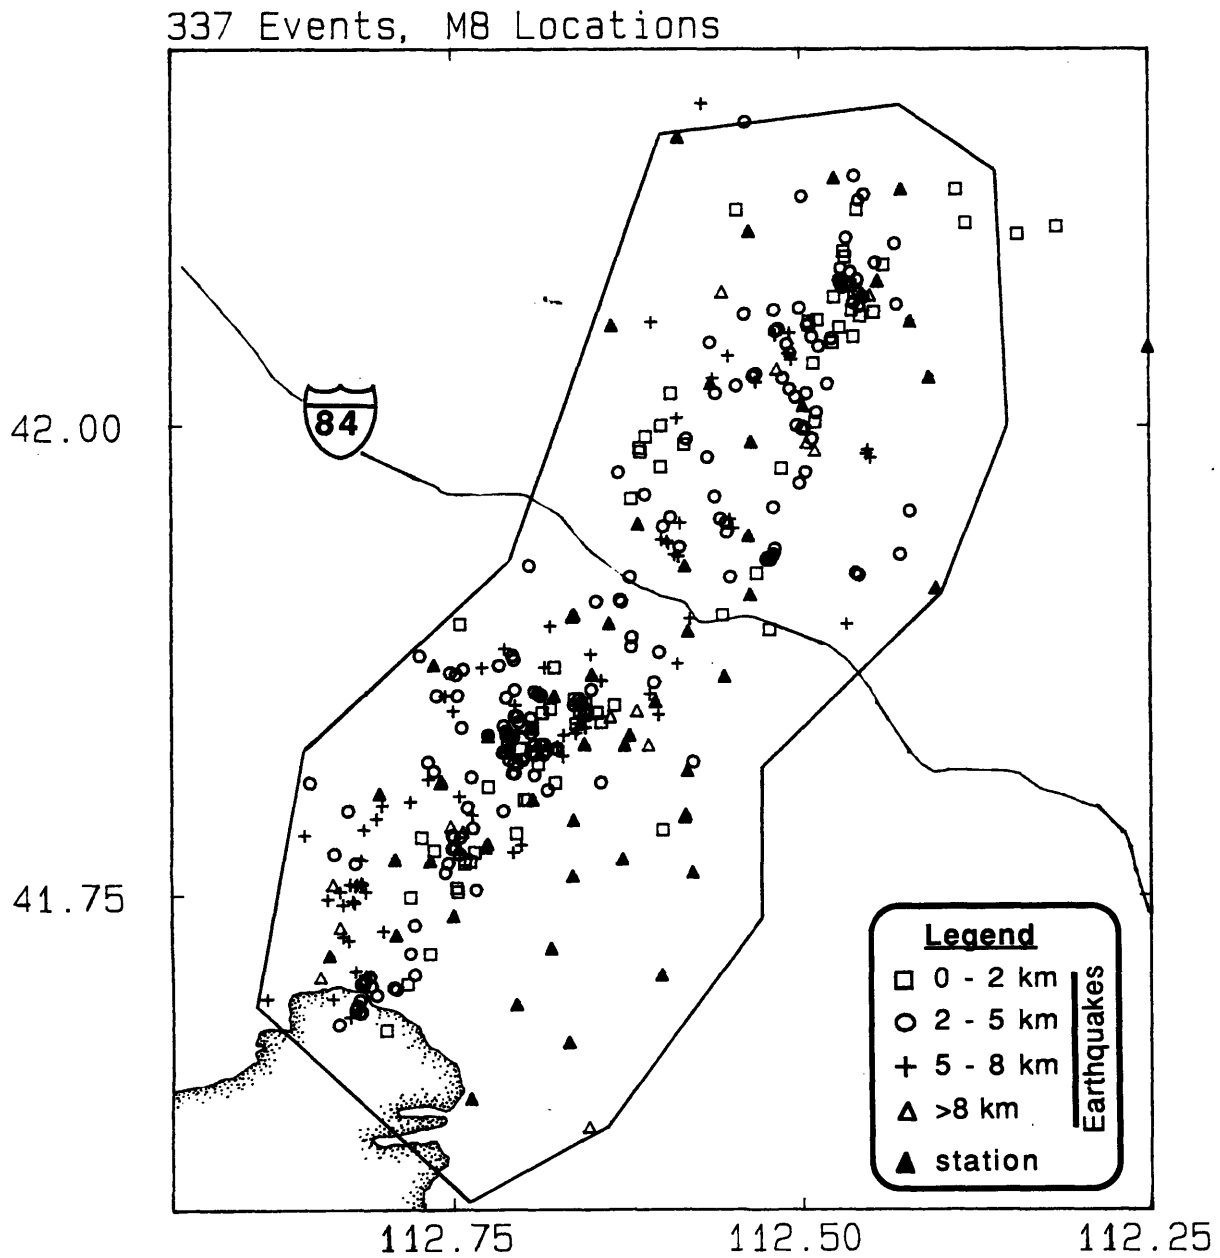 337 Events, M8 Locations
84
42.00
41.75
Legend
0 - 2 km
2 - 5 km
5 - 8 km
>8 km
station
Earthquakes
112.75
112.50
112.25